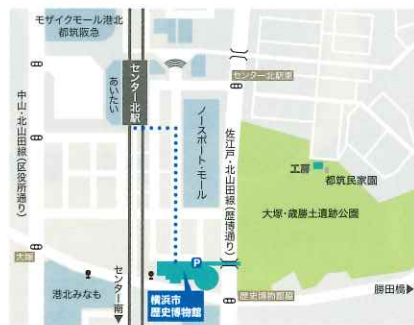 モザイクモール港北
都筑阪急
センター北駅
あいたい
中山・北山田線(区役所通り)
ノースポート・モール
佐江戸・北山田線(歴博通り)
センター北駅東
工房
都筑民家園
大塚・歳勝土遺跡公園
大塚
港北みなも
センター南
P
横浜市
歴史博物館
歴史博物館前
勝田橋